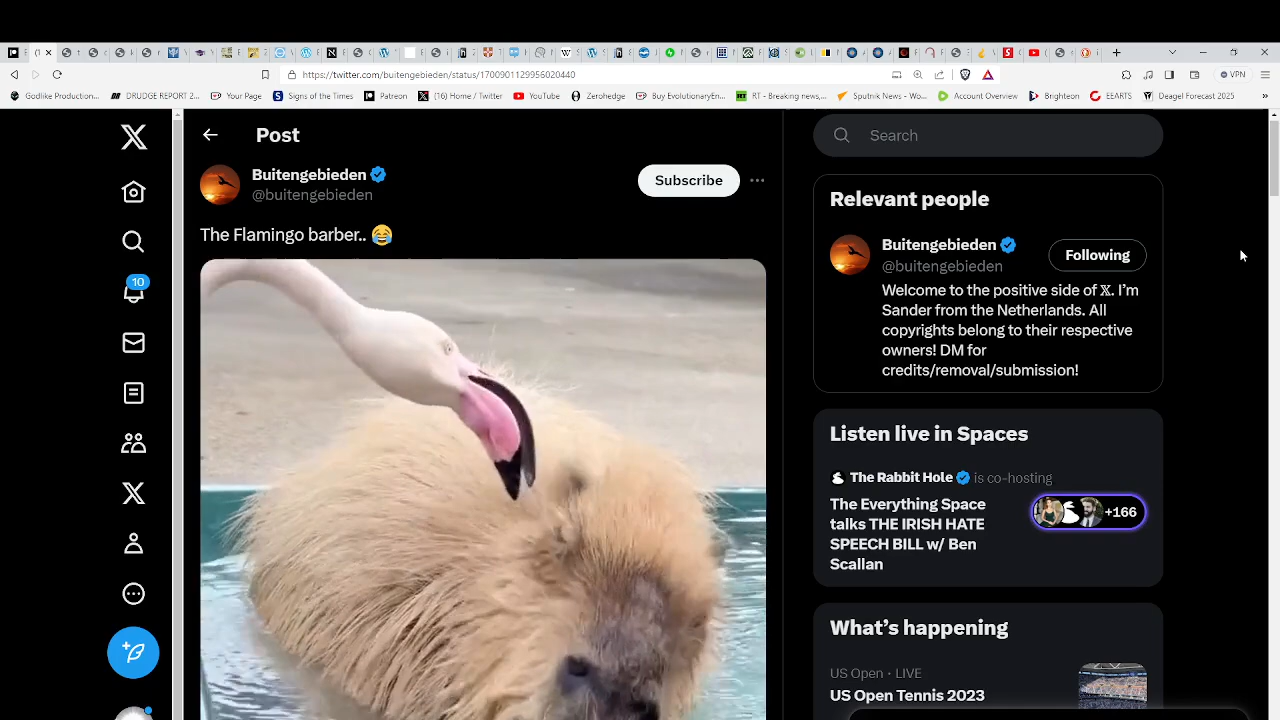 https://twitter.com/buitengebieden/status/1700901129956020440
VPN
Godlike Production...
DRUDGE REPORT 2...
Your Page
Signs of the Times
Patreon
(16) Home / Twitter
YouTube
Zerohedge
Buy EvolutionaryEn...
RT - Breaking news,...
Sputnik News - Wo...
Account Overview
Brighteon
EEARTS
Dagel Forecast 2025
»
Post
Buitengebieden
@buitengebieden
Subscribe
The Flamingo barber.. 😂
10
Search
Relevant people
Buitengebieden
@buitengebieden
Following
Welcome to the positive side of 𝕏. I’m
Sander from the Netherlands. All
copyrights belong to their respective
owners! DM for
credits/removal/submission!
Listen live in Spaces
The Rabbit Hole is co-hosting
The Everything Space
talks THE IRISH HATE
SPEECH BILL w/ Ben
Scallan
+166
What’s happening
US Open · LIVE
US Open Tennis 2023